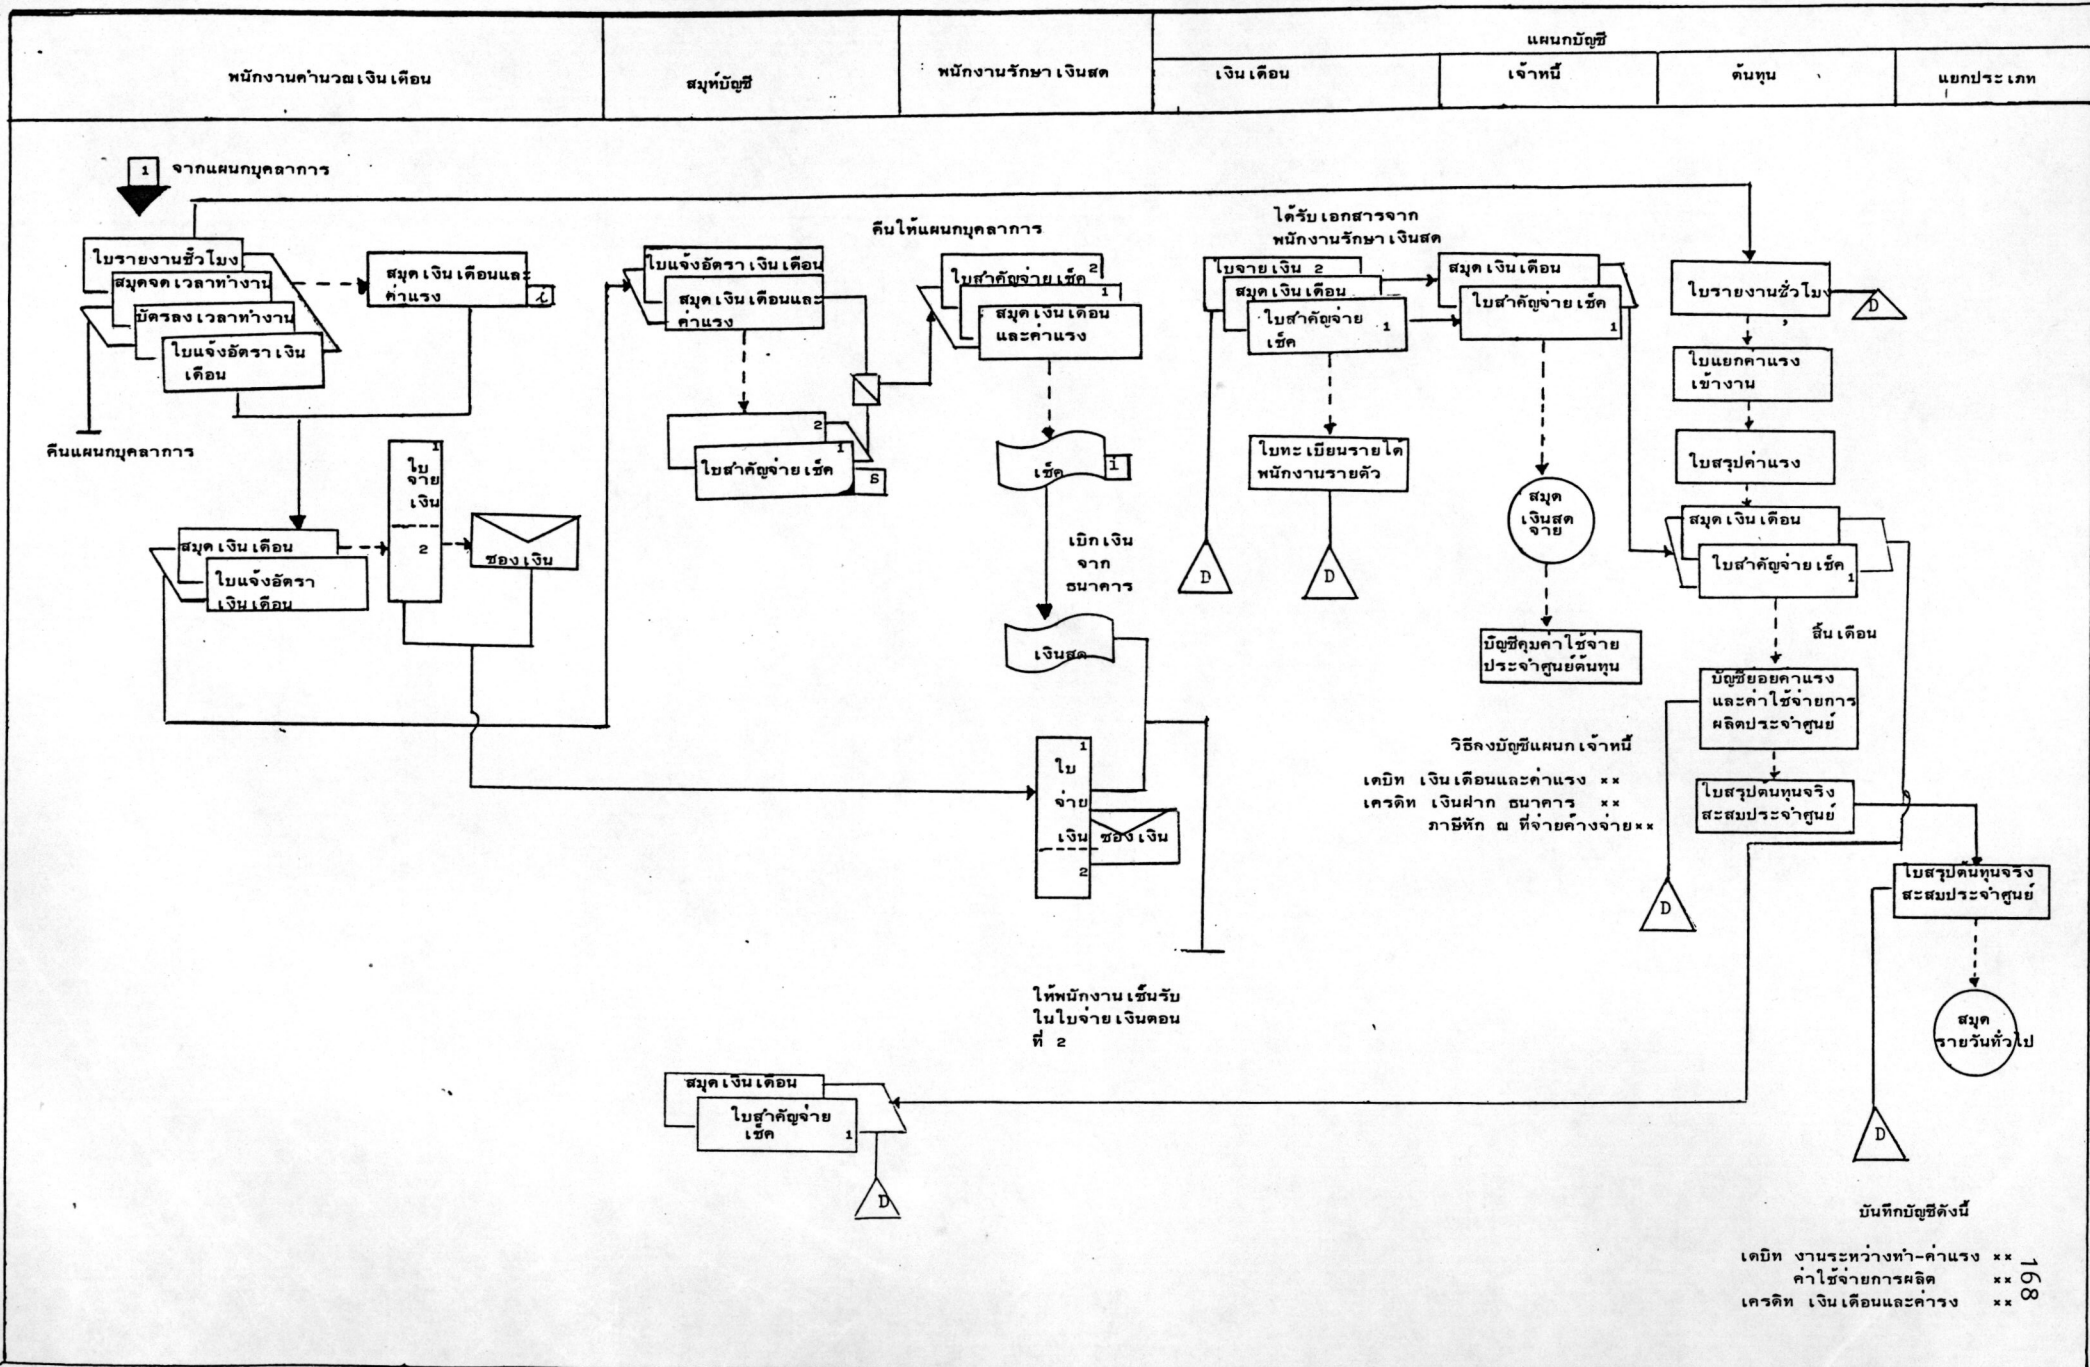 แผนกบัญชี
พนักงานคำนวณเงินเดือน
สมุห์บัญชี
พนักงานรักษาเงินสด
เงินเดือน
เจ้าหนี้
ต้นทุน
แยกประเภท
1
จากแผนกบุคลาการ
ใบรายงานชั่วโมง
สมุดจดเวลาทำงาน
บัตรลงเวลาทำงาน
ใบแจ้งอัตราเงิน
เดือน
สมุดเงินเดือนและ
ค่าแรง
i
คืนแผนกบุคลาการ
สมุดเงินเดือน
ใบแจ้งอัตรา
เงินเดือน
1
ใบ
จ่าย
เงิน
2
ซองเงิน
ใบแจ้งอัตราเงินเดือน
สมุดเงินเดือนและ
ค่าแรง
2
1
ใบสำคัญจ่ายเช็ค
S
คืนให้แผนกบุคลาการ
ใบสำคัญจ่ายเช็ค 2
1
สมุดเงินเดือน
และค่าแรง
เช็ค
i
เบิกเงิน
จาก
ธนาคาร
เงินสด
1
ใบ
จ่าย
เงิน
2
ซองเงิน
ให้พนักงานเซ็นรับ
ในใบจ่ายเงินตอน
ที่ 2
สมุดเงินเดือน
ใบสำคัญจ่าย
เช็ค 1
D
ได้รับเอกสารจาก
พนักงานรักษาเงินสด
ใบจายเงิน 2
สมุดเงินเดือน
ใบสำคัญจ่าย
เช็ค 1
D
ใบทะเบียนรายได้
พนักงานรายตัว
D
สมุดเงินเดือน
ใบสำคัญจ่ายเช็ค
1
สมุด
เงินสด
จ่าย
บัญชีคุมค่าใช้จ่าย
ประจำศูนย์ต้นทุน
วิธีลงบัญชีแผนกเจ้าหนี้
เดบิท เงินเดือนและค่าแรง ××
เครดิท เงินฝาก ธนาคาร ××
ภาษีหัก ณ ที่จ่ายค้างจ่าย××
ใบรายงานชั่วโมง
D
ใบแยกค่าแรง
เข้างาน
ใบสรุปค่าแรง
สมุดเงินเดือน
ใบสำคัญจ่ายเช็ค
1
สิ้นเดือน
บัญชีย่อยค่าแรง
และค่าใช้จ่ายการ
ผลิตประจำศูนย์
D
ใบสรุปต้นทุนจริง
สะสมประจำศูนย์
ใบสรุปต้นทุนจริง
สะสมประจำศูนย์
D
สมุด
รายวันทั่วไป
บันทึกบัญชีดังนี้
เดบิท งานระหว่างทำ-ค่าแรง ××
ค่าใช้จ่ายการผลิต ××
เครดิท เงินเดือนและค่ารง ××
168